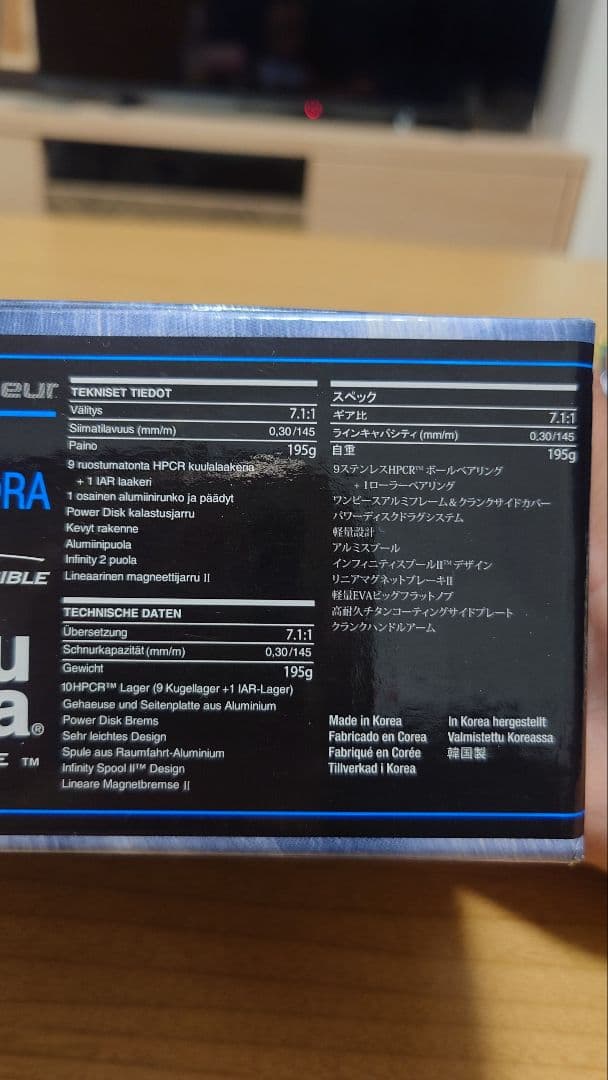 eur
RA
IBLE
u
a®
E TM
TEKNISET TIEDOT
Välitys 7.1:1
Siimatilavuus (mm/m) 0,30/145
Paino 195g
9 ruostumatonta HPCR kuulalaakeria
+ 1 IAR laakeri
1 osainen alumiinirunko ja päädyt
Power Disk kalastusjarru
Kevyt rakenne
Alumiinipuola
Infinity 2 puola
Lineaarinen magneettijarru II
TECHNISCHE DATEN
Übersetzung 7.1:1
Schnurkapazität (mm/m) 0,30/145
Gewicht 195g
10HPCR™ Lager (9 Kugellager +1 IAR-Lager)
Gehaeuse und Seitenplatte aus Aluminium
Power Disk Brems
Sehr leichtes Design
Spule aus Raumfahrt-Aluminium
Infinity Spool II™ Design
Lineare Magnetbremse II
スペック
ギア比 7.1:1
ラインキャパシティ (mm/m) 0,30/145
自重 195g
9ステンレスHPCR™ ボールベアリング
+ 1ローラーベアリング
ワンピースアルミフレーム&クランクサイドカバー
パワーディスクドラグシステム
軽量設計
アルミスプール
インフィニティスプールII™デザイン
リニアマグネットブレーキII
軽量EVAビッグフラットノブ
高耐久チタンコーティングサイドプレート
クランクハンドルアーム
Made in Korea
Fabricado en Corea
Fabriqué en Corée
Tillverkad i Korea
In Korea hergestellt
Valmistettu Koreassa
韓国製